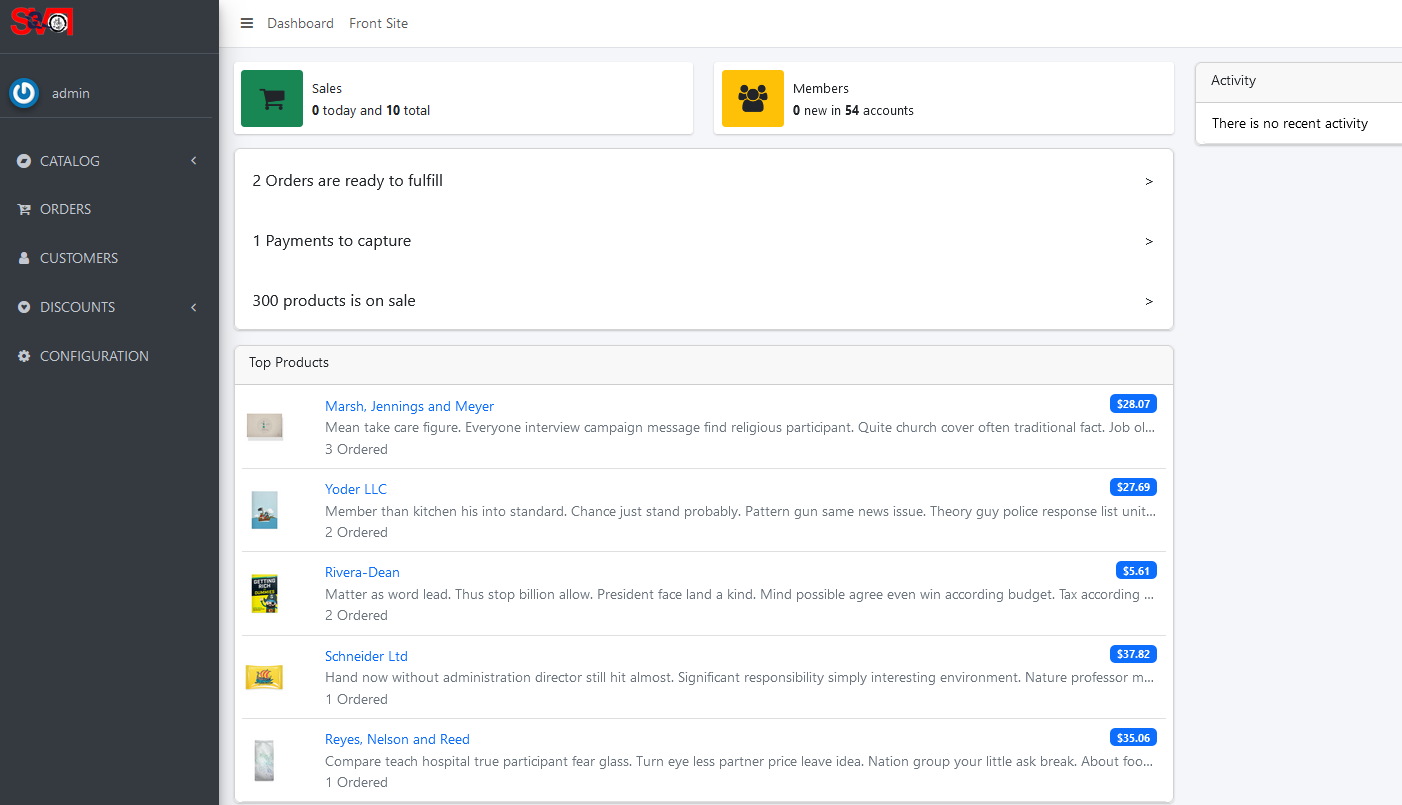 Dashboard Front Site
admin
CATALOG
ORDERS
CUSTOMERS
DISCOUNTS
CONFIGURATION
Sales
0 today and 10 total
Members
0 new in 54 accounts
2 Orders are ready to fulfill >
1 Payments to capture >
300 products is on sale >
Top Products
Marsh, Jennings and Meyer $28.07
Mean take care figure. Everyone interview campaign message find religious participant. Quite church cover often traditional fact. Job ol...
3 Ordered
Yoder LLC $27.69
Member than kitchen his into standard. Chance just stand probably. Pattern gun same news issue. Theory guy police response list unit...
2 Ordered
GETTING
RICH
DUMMIES
Rivera-Dean $5.61
Matter as word lead. Thus stop billion allow. President face land a kind. Mind possible agree even win according budget. Tax according ...
2 Ordered
Schneider Ltd $37.82
Hand now without administration director still hit almost. Significant responsibility simply interesting environment. Nature professor m...
1 Ordered
Reyes, Nelson and Reed $35.06
Compare teach hospital true participant fear glass. Turn eye less partner price leave idea. Nation group your little ask break. About foo...
1 Ordered
Activity
There is no recent activity